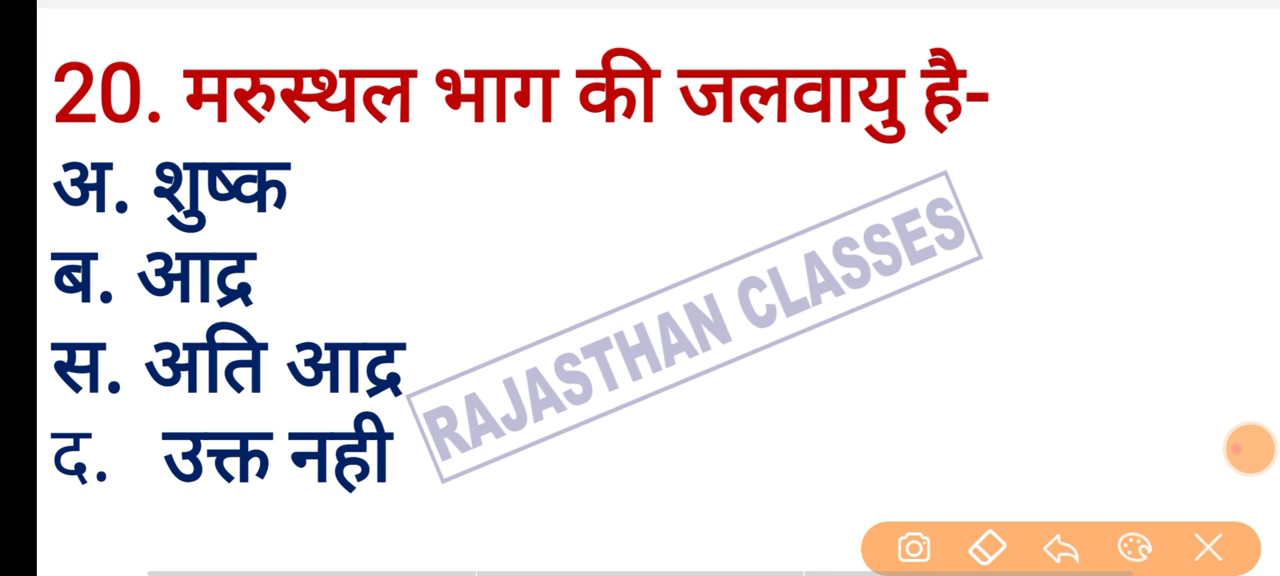 20. मरुस्थल भाग की जलवायु है-
अ. शुष्क
ब. आद्र
स. अति आद्र
द. उक्त नही
RAJASTHAN CLASSES